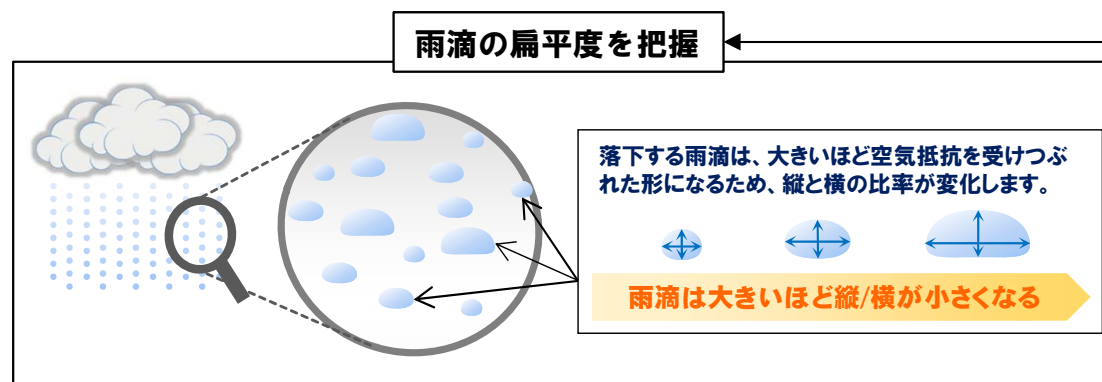 雨滴の扁平度を把握
落下する雨滴は、大きいほど空気抵抗を受けつぶ
れた形になるため、縦と横の比率が変化します。
雨滴は大きいほど縦/横が小さくなる